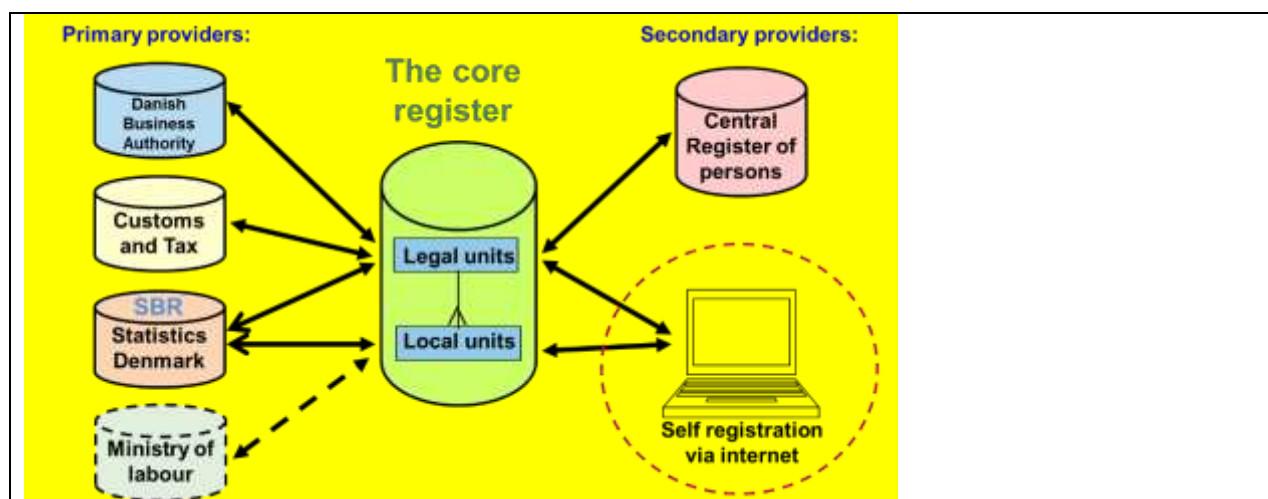 Primary providers:
Secondary providers:
Danish
Business
Authority
The core
register
Central
Register of
persons
Customs
and Tax
Legal units
SBR
Statistics
Denmark
Local units
Ministry of
labour
Self registration
via internet